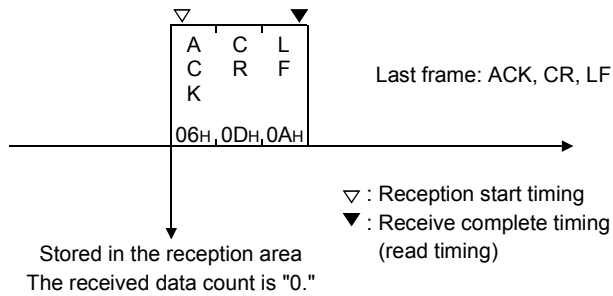 A C L
C R F
K
06H 0DH 0AH
Last frame: ACK, CR, LF
▽ : Reception start timing
▼ : Receive complete timing
(read timing)
Stored in the reception area
The received data count is "0."